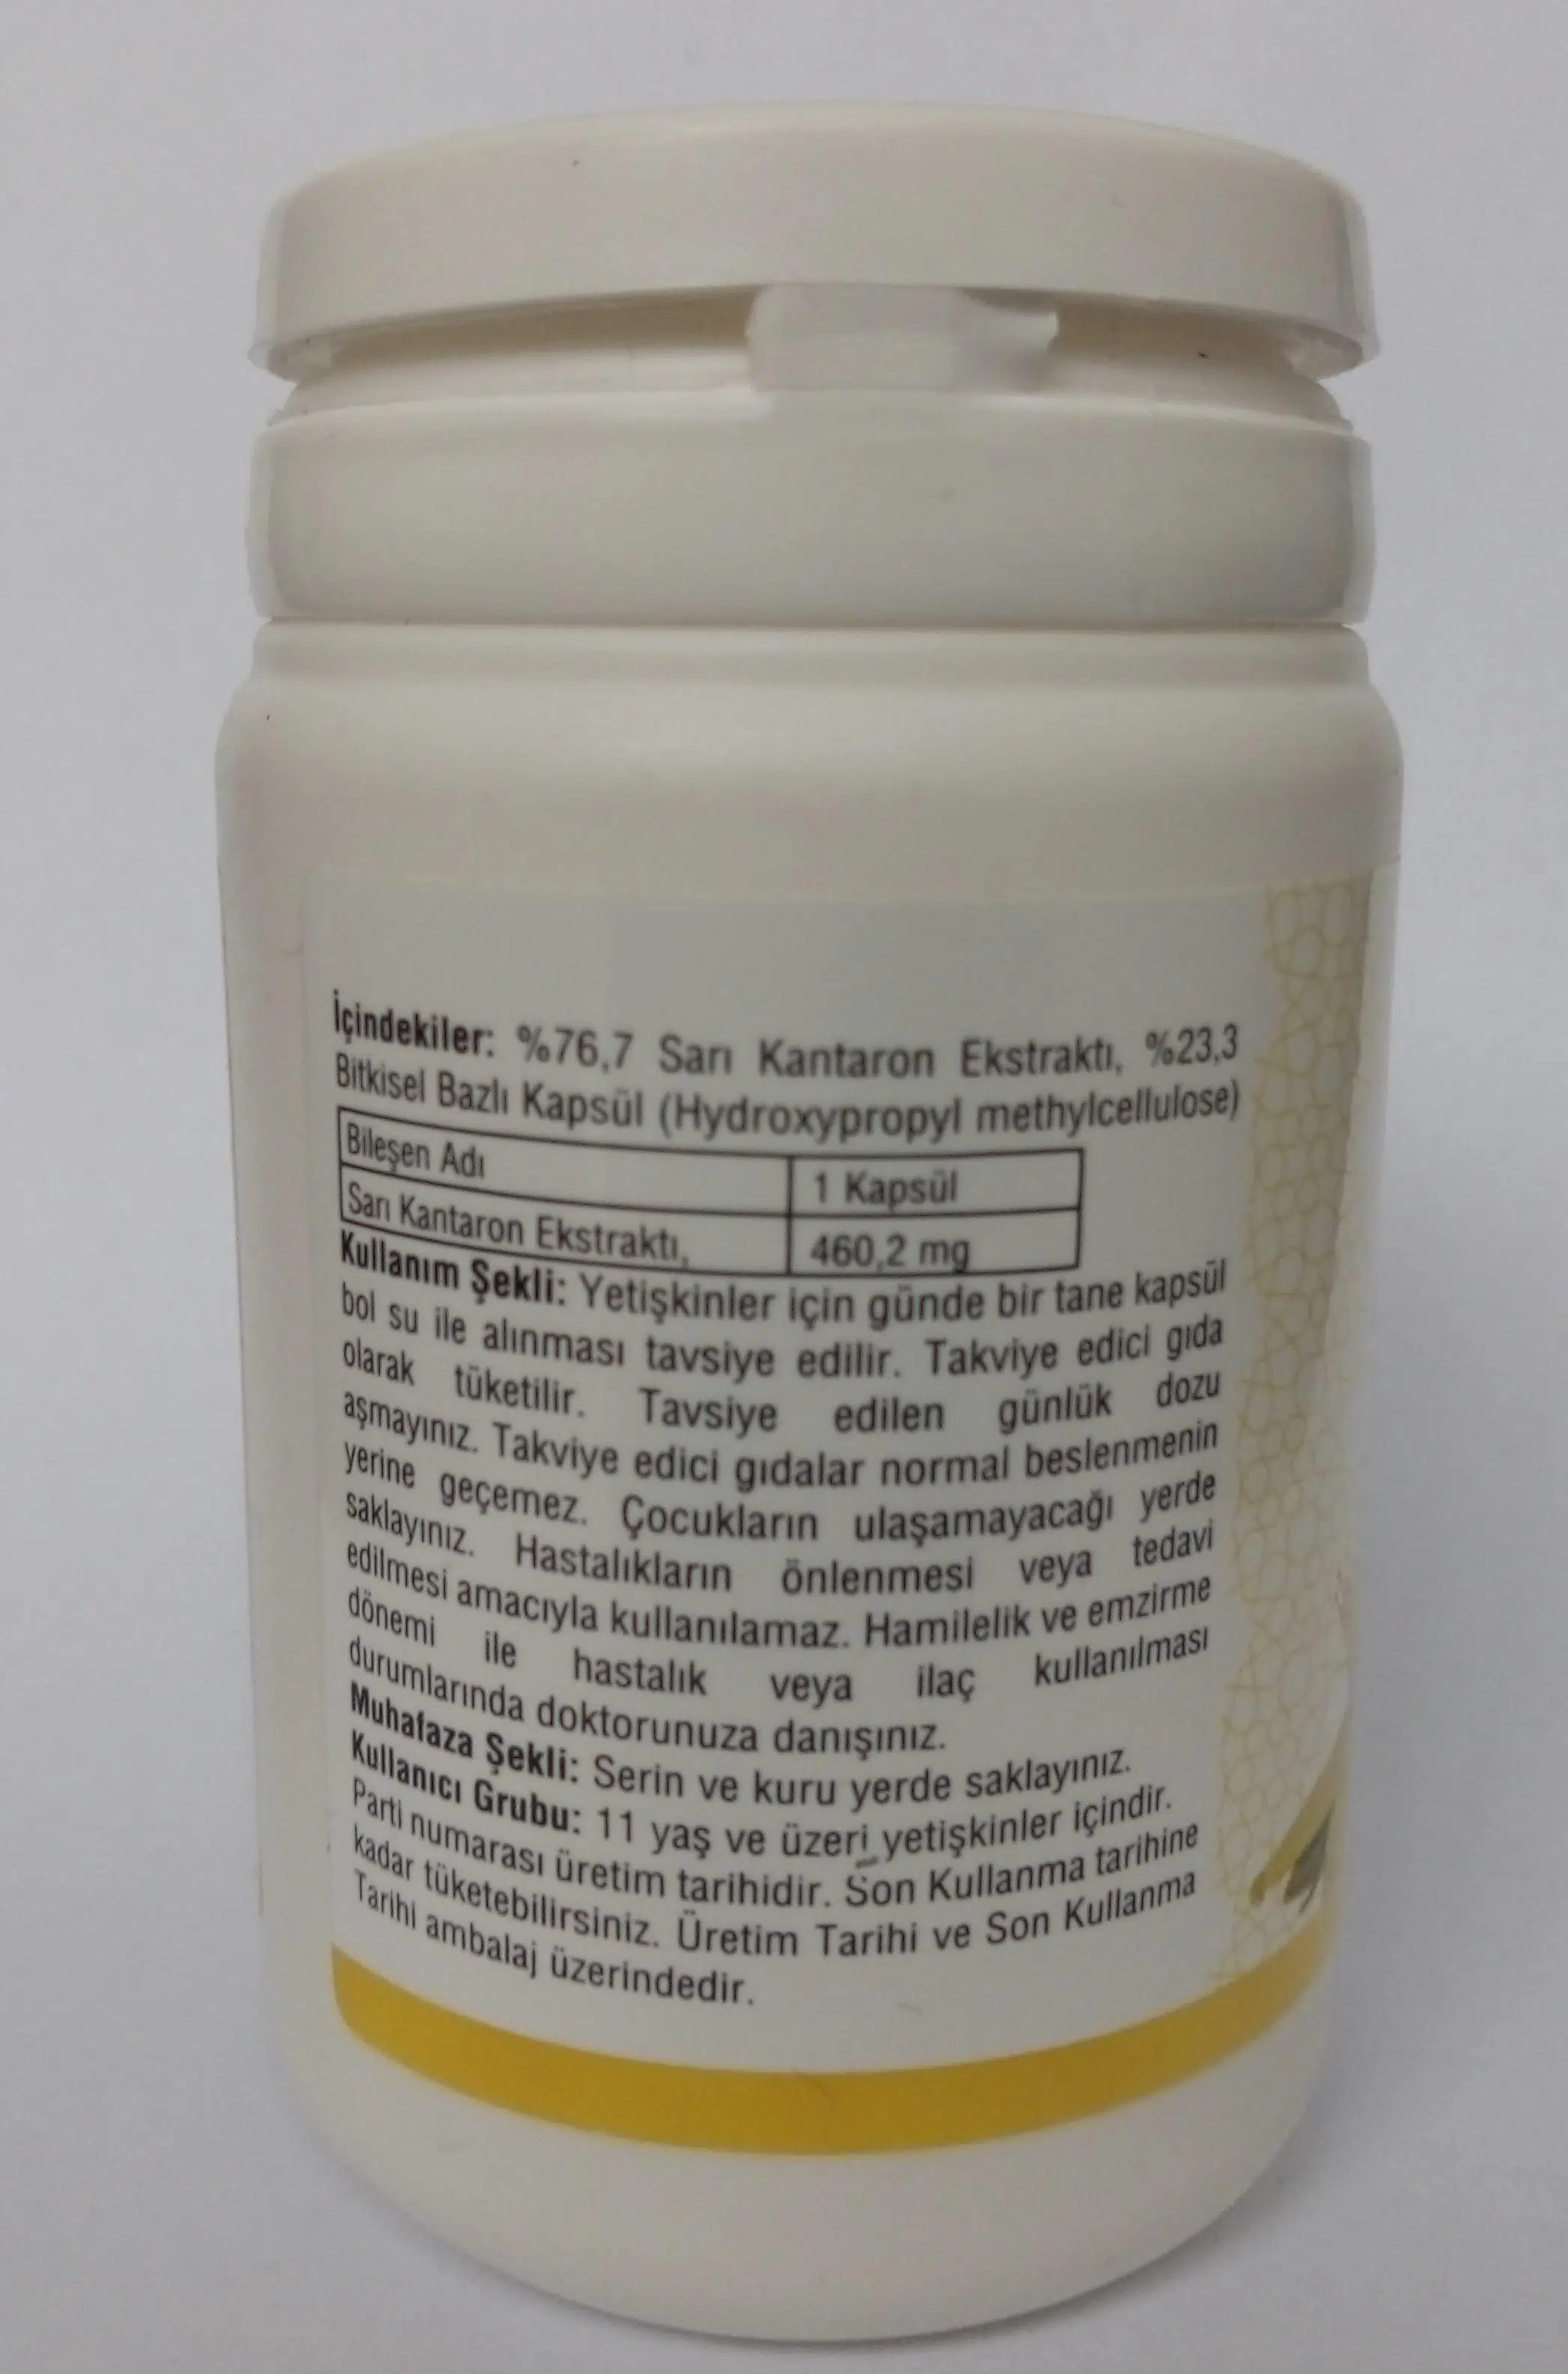 İçindekiler: %76,7 Sarı Kantaron Ekstraktı, %23,3
Bitkisel Bazlı Kapsül (Hydroxypropyl methylcellulose)
Bileşen Adı 1 Kapsül
Sarı Kantaron Ekstraktı, 460,2 mg
Kullanım Şekli: Yetişkinler için günde bir tane kapsül
bol su ile alınması tavsiye edilir. Takviye edici gıda
olarak tüketilir. Tavsiye edilen günlük dozu
aşmayınız. Takviye edici gıdalar normal beslenmenin
yerine geçemez. Çocukların ulaşamayacağı yerde
saklayınız. Hastalıkların önlenmesi veya tedavi
edilmesi amacıyla kullanılamaz. Hamilelik ve emzirme
dönemi ile hastalık veya ilaç kullanılması
durumlarında doktorunuza danışınız.
Muhafaza Şekli: Serin ve kuru yerde saklayınız.
Kullanıcı Grubu: 11 yaş ve üzeri yetişkinler içindir.
Parti numarası üretim tarihidir. Son Kullanma tarihine
kadar tüketebilirsiniz. Üretim Tarihi ve Son Kullanma
Tarihi ambalaj üzerindedir.